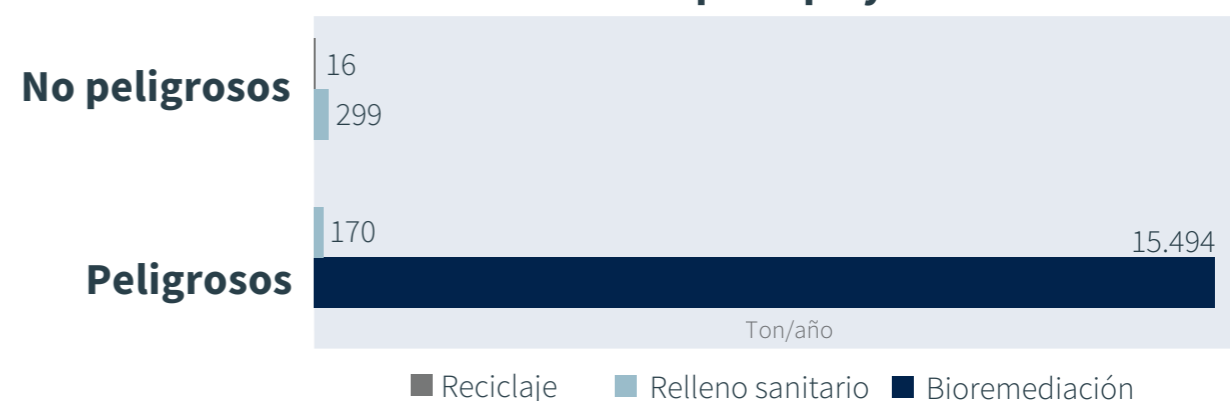 No peligrosos
16
299
170
15.494
Peligrosos
Ton/año
Reciclaje Relleno sanitario Bioremediación